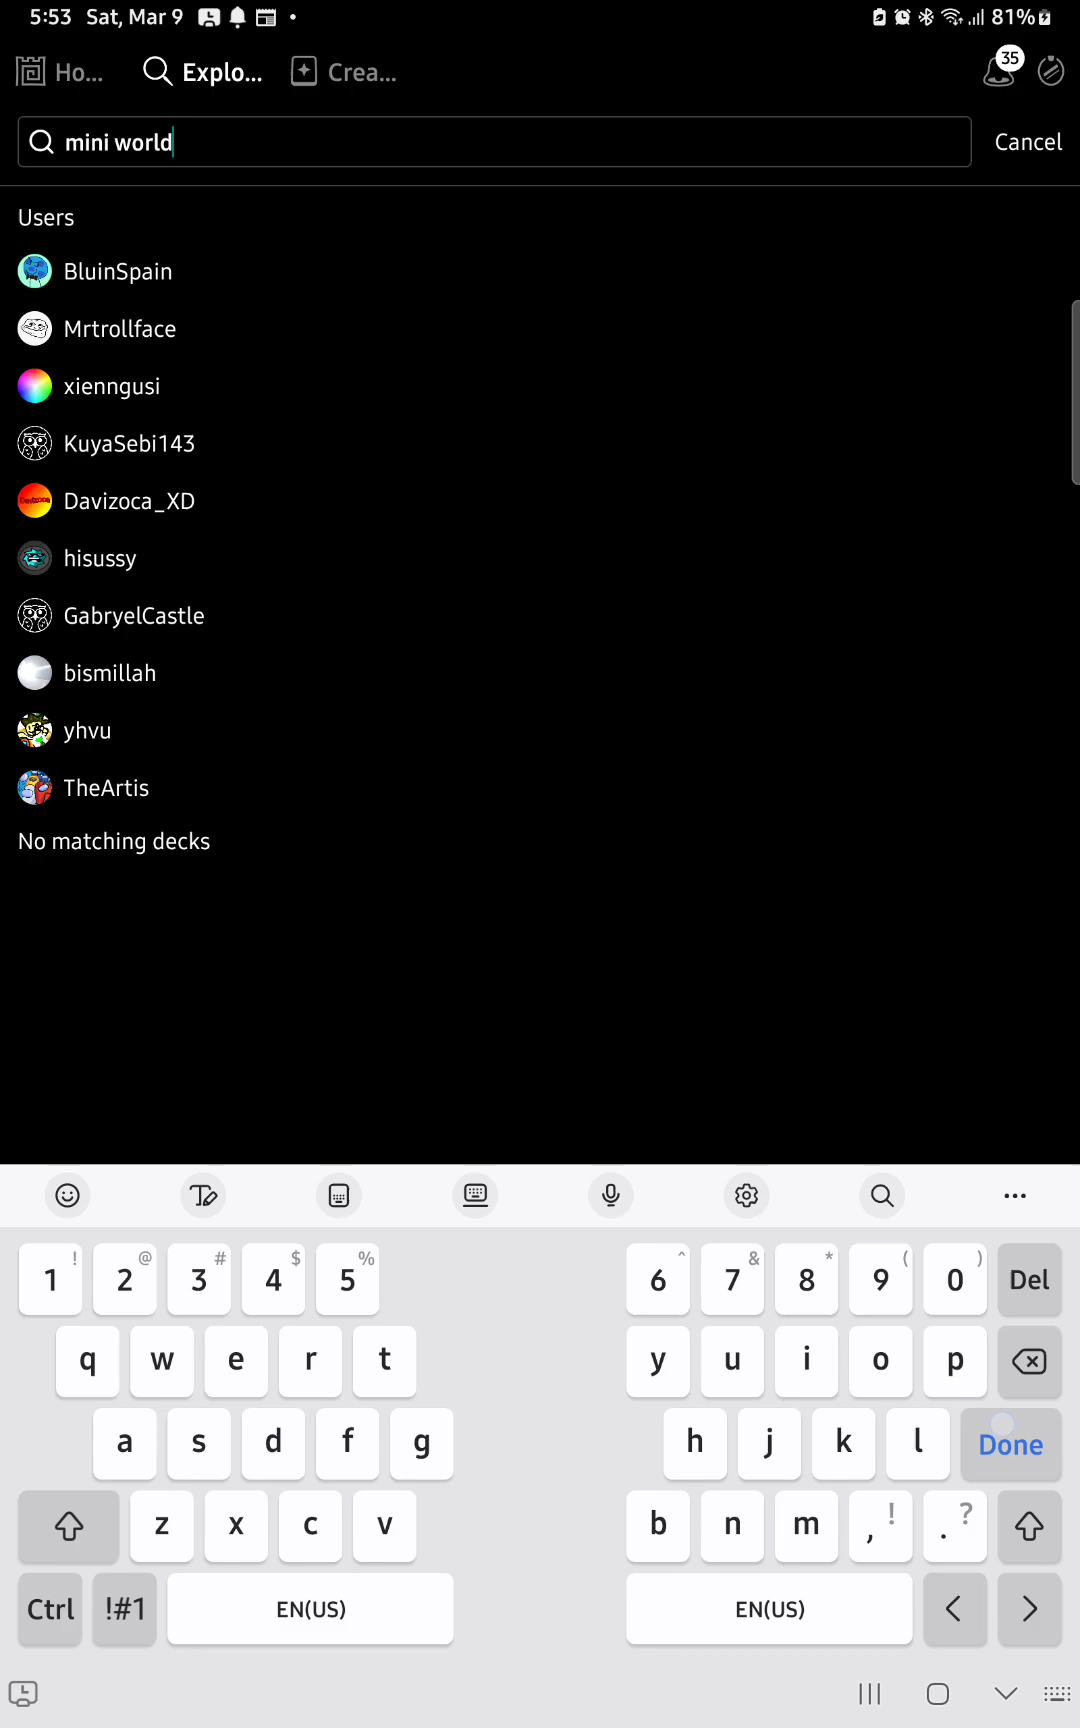 5:53 Sat, Mar 9 81%
Ho... Explo... Crea... 35
mini world Cancel
Users
BluinSpain
Mrtrollface
xienngusi
KuyaSebi143
Davizoca_XD
hisussy
GabryelCastle
bismillah
yhvu
TheArtis
No matching decks
1 ! 2 @ 3 # 4 $ 5 % 6 ^ 7 & 8 * 9 ( 0 ) Del
q w e r t y u i o p
a s d f g h j k l Done
z x c v b n m , ! . ?
Ctrl !#1 EN(US) EN(US) < >